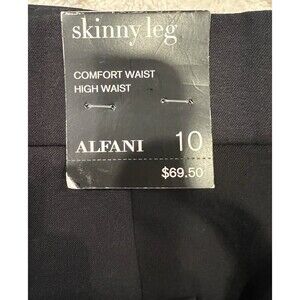 skinny leg
COMFORT WAIST
HIGH WAIST
ALFANI 10
$69.50